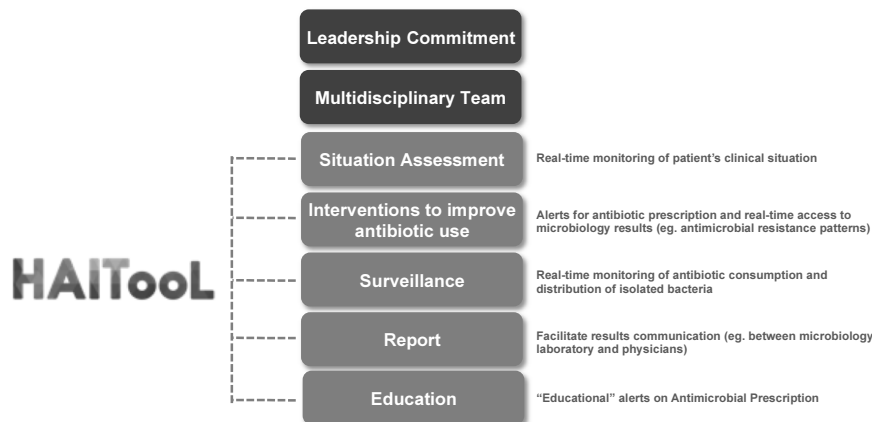 Leadership Commitment
Multidisciplinary Team
Situation Assessment
Real-time monitoring of patient's clinical situation
Interventions to improve
antibiotic use
Alerts for antibiotic prescription and real-time access to
microbiology results (eg. antimicrobial resistance patterns)
HAITooL
Surveillance
Real-time monitoring of antibiotic consumption and
distribution of isolated bacteria
Report
Facilitate results communication (eg. between microbiology
laboratory and physicians)
Education
“Educational” alerts on Antimicrobial Prescription